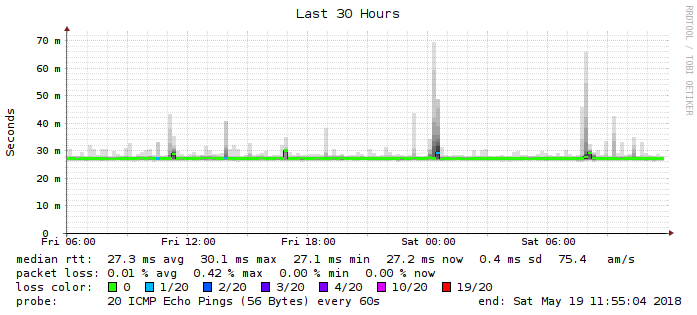 Last 30 Hours
RRDTOOL / TOBI OETIKER
Seconds
70 m
60 m
50 m
40 m
30 m
20 m
10 m
0
Fri 06:00 Fri 12:00 Fri 18:00 Sat 00:00 Sat 06:00
median rtt: 27.3 ms avg 30.1 ms max 27.1 ms min 27.2 ms now 0.4 ms sd 75.4 am/s
packet loss: 0.01 % avg 0.42 % max 0.00 % min 0.00 % now
loss color: 0 1/20 2/20 3/20 4/20 10/20 19/20
probe: 20 ICMP Echo Pings (56 Bytes) every 60s end: Sat May 19 11:55:04 2018